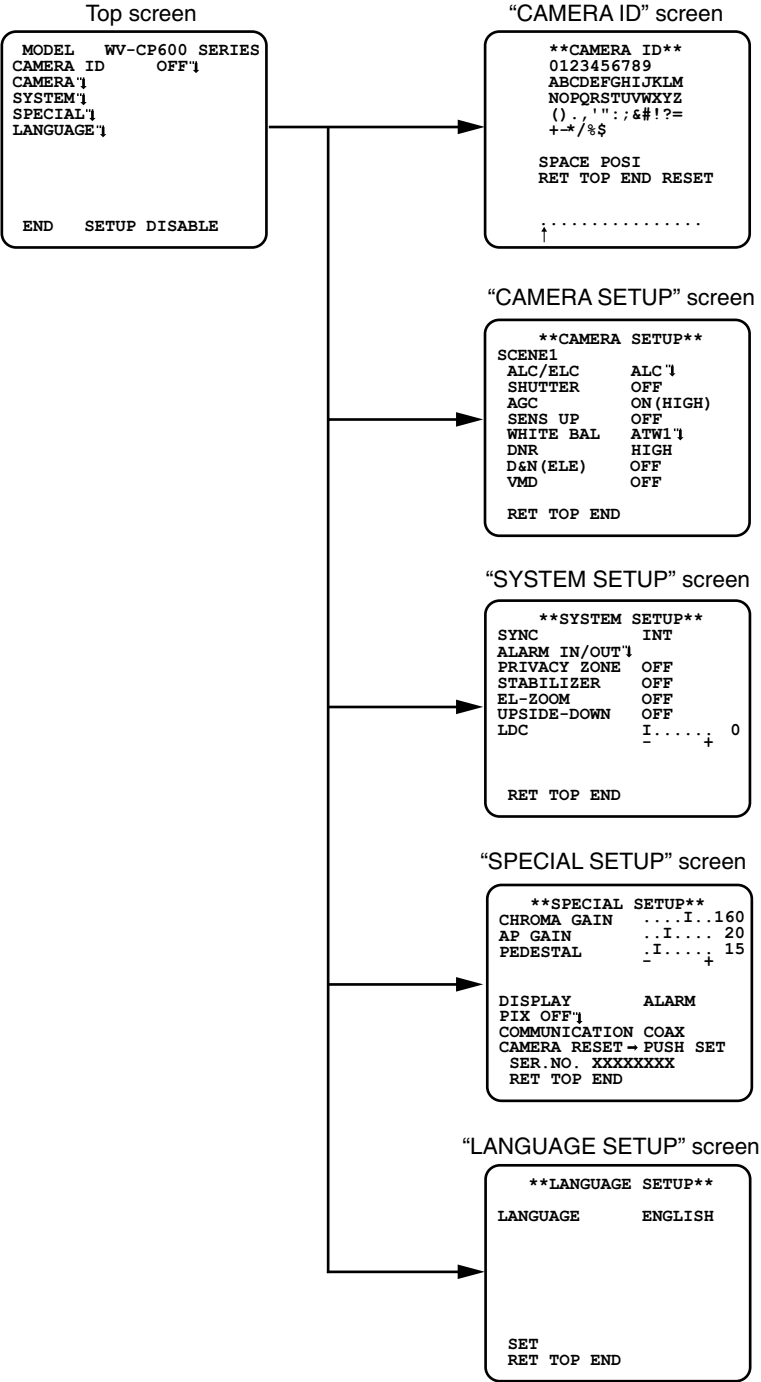 Top screen
MODEL WV-CP600 SERIES
CAMERA ID OFF
CAMERA
SYSTEM
SPECIAL
LANGUAGE
END SETUP DISABLE
“CAMERA ID” screen
**CAMERA ID**
0123456789
ABCDEFGHIJKLM
NOPQRSTUVWXYZ
().,'":;&#!?=
+-*/%$
SPACE POSI
RET TOP END RESET
................
“CAMERA SETUP” screen
**CAMERA SETUP**
SCENE1
ALC/ELC ALC
SHUTTER OFF
AGC ON(HIGH)
SENS UP OFF
WHITE BAL ATW1
DNR HIGH
D&N(ELE) OFF
VMD OFF
RET TOP END
“SYSTEM SETUP” screen
**SYSTEM SETUP**
SYNC INT
ALARM IN/OUT
PRIVACY ZONE OFF
STABILIZER OFF
EL-ZOOM OFF
UPSIDE-DOWN OFF
LDC I...... 0
- +
RET TOP END
“SPECIAL SETUP” screen
**SPECIAL SETUP**
CHROMA GAIN ....I..160
AP GAIN ..I.... 20
PEDESTAL .I..... 15
- +
DISPLAY ALARM
PIX OFF
COMMUNICATION COAX
CAMERA RESET → PUSH SET
SER.NO. XXXXXXXX
RET TOP END
“LANGUAGE SETUP” screen
**LANGUAGE SETUP**
LANGUAGE ENGLISH
SET
RET TOP END